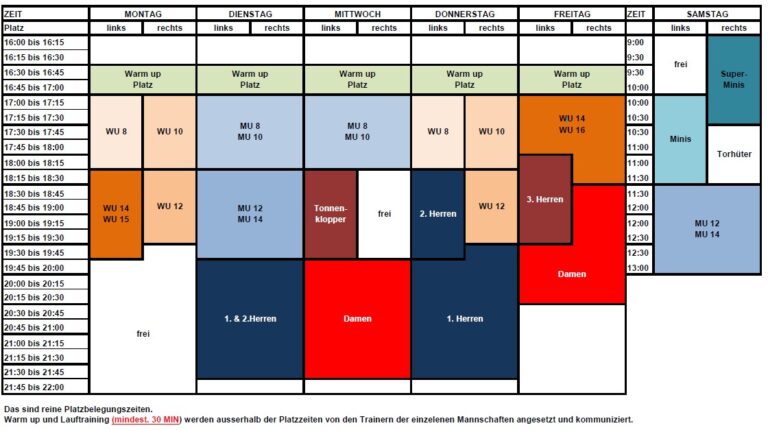 ZEIT MONTAG DIENSTAG MITTWOCH DONNERSTAG FREITAG ZEIT SAMSTAG
Platz links rechts links rechts links rechts links rechts links rechts links rechts
16:00 bis 16:15 9:00
16:15 bis 16:30 frei 9:30
16:30 bis 16:45 Warm up Warm up Warm up Warm up Warm up 9:30 Super-
16:45 bis 17:00 Platz Platz Platz Platz Platz 10:00 Minis
17:00 bis 17:15 10:00
17:15 bis 17:30 WU 8 WU 10 MU 8 MU 8 WU 8 WU 10 WU 14 10:30
17:30 bis 17:45 MU 10 MU 10 WU 16 10:30 Minis Torhüter
17:45 bis 18:00 11:00
18:00 bis 18:15 11:00
18:15 bis 18:30 11:30
18:30 bis 18:45 11:30
18:45 bis 19:00 WU 14 WU 12 MU 12 Tonnen- frei 2. Herren WU 12 3. Herren 12:00
19:00 bis 19:15 WU 15 MU 14 klopper 12:00 MU 12
19:15 bis 19:30 12:30 MU 14
19:30 bis 19:45 12:30
19:45 bis 20:00 Damen 13:00
20:00 bis 20:15
20:15 bis 20:30
20:30 bis 20:45 frei 1. & 2.Herren Damen 1. Herren
20:45 bis 21:00
21:00 bis 21:15
21:15 bis 21:30
21:30 bis 21:45
21:45 bis 22:00
Das sind reine Platzbelegungszeiten.
Warm up und Lauftraining (mindest. 30 MIN) werden ausserhalb der Platzzeiten von den Trainern der einzelenen Mannschaften angesetzt und kommuniziert.